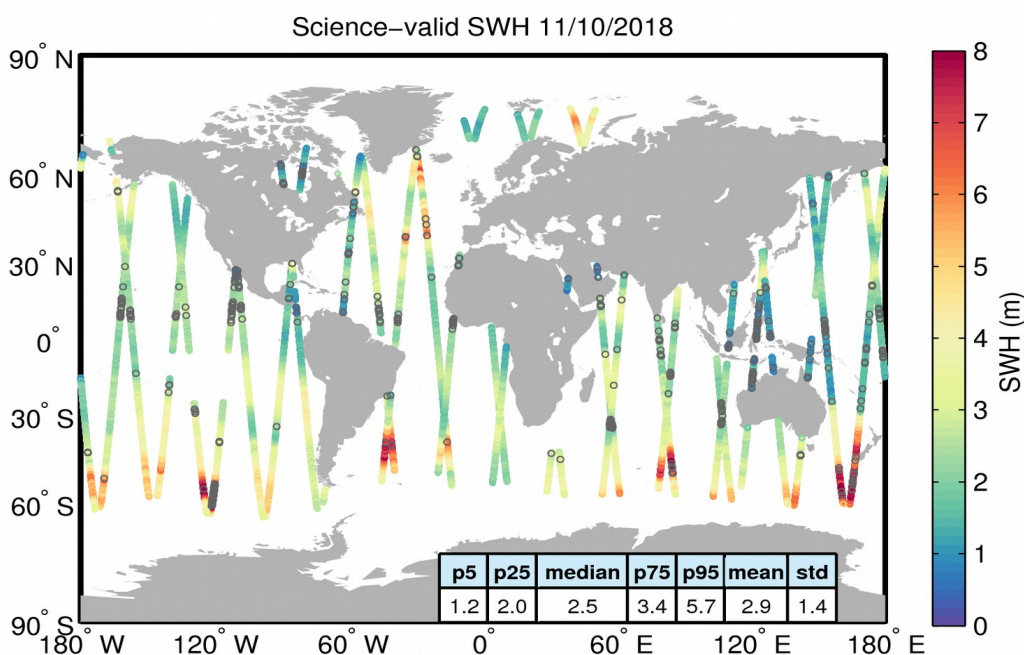 Science−valid SWH 11/10/2018
90° N
60° N
30° N
0°
30° S
60° S
90° S
180° W
120° W
60° W
0°
60° E
120° E
180° E
p5 p25 median p75 p95 mean std
1.2 2.0 2.5 3.4 5.7 2.9 1.4
8
7
6
5
4
3
2
1
0
SWH (m)